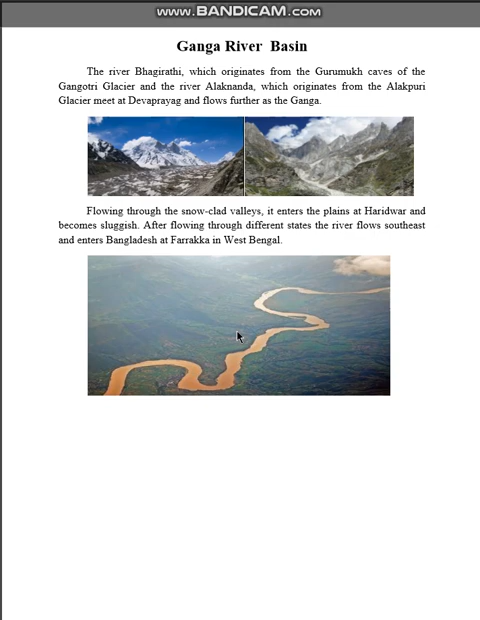 www.BANDICAM.com
Ganga River Basin
The river Bhagirathi, which originates from the Gurumukh caves of the
Gangotri Glacier and the river Alaknanda, which originates from the Alakpuri
Glacier meet at Devaprayag and flows further as the Ganga.
Flowing through the snow-clad valleys, it enters the plains at Haridwar and
becomes sluggish. After flowing through different states the river flows southeast
and enters Bangladesh at Farrakka in West Bengal.